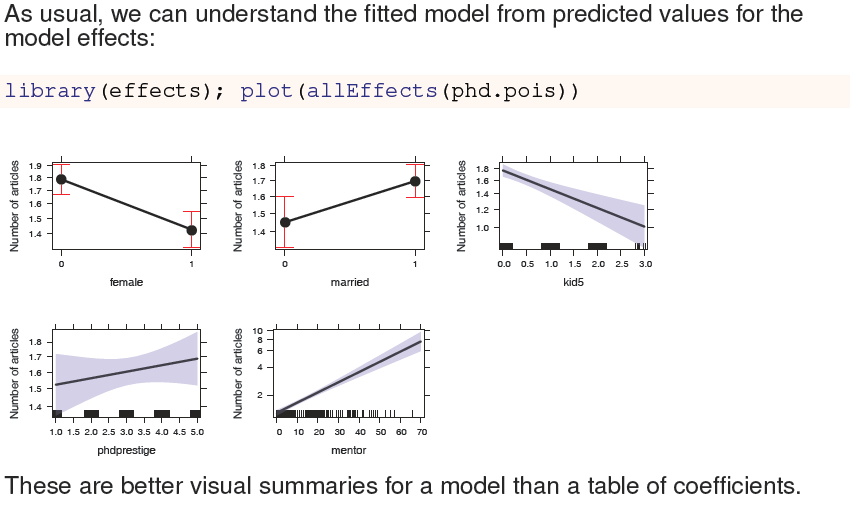 As usual, we can understand the fitted model from predicted values for the
model effects:
library(effects); plot(allEffects(phd.pois))
Number of articles
1.9
1.8
1.7
1.6
1.5
1.4
0 1
female
Number of articles
1.8
1.7
1.6
1.5
1.4
0 1
married
Number of articles
1.8
1.6
1.4
1.2
1.0
0.0 0.5 1.0 1.5 2.0 2.5 3.0
kid5
Number of articles
1.8
1.7
1.6
1.5
1.4
1.0 1.5 2.0 2.5 3.0 3.5 4.0 4.5 5.0
phdprestige
Number of articles
10
8
6
4
2
0 10 20 30 40 50 60 70
mentor
These are better visual summaries for a model than a table of coefficients.